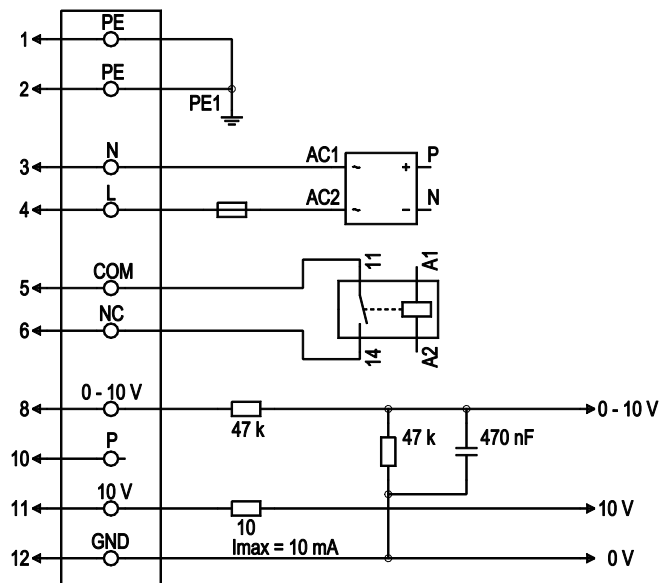 PE
1
PE
2
PE1
N
3
AC1
~
+
P
L
4
AC2
~
−
N
COM
5
11
A1
NC
6
14
A2
0 - 10 V
8
47 k
47 k
470 nF
0 - 10 V
P
10
10 V
11
10
10 V
Imax = 10 mA
GND
12
0 V